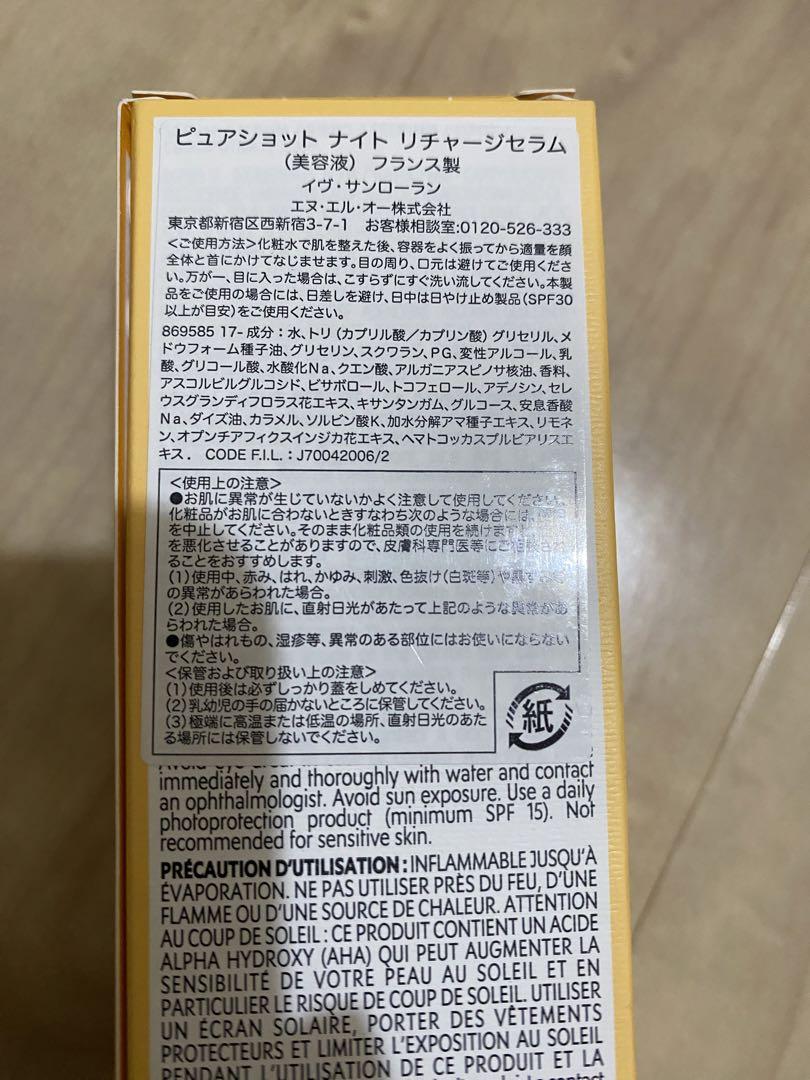 ピュアショット ナイト リチャージセラム
(美容液) フランス製
イヴ・サンローラン
エヌ・エル・オー株式会社
東京都新宿区西新宿3-7-1 お客様相談室:0120-526-333
<ご使用方法>化粧水で肌を整えた後、容器をよく振ってから適量を顔
全体と首にかけてなじませます。目の周り、口元は避けてご使用くださ
い。万が一、目に入った場合は、こすらずにすぐ洗い流してください。本製
品をご使用の場合には、日差しを避け、日中は日やけ止め製品(SPF30
以上が目安)をご使用ください。
869585 17- 成分:水、トリ(カプリル酸/カプリン酸)グリセリル、メ
ドウフォーム種子油、グリセリン、スクワラン、PG、変性アルコール、乳
酸、グリコール酸、水酸化Na、クエン酸、アルガニアスピノサ核油、香料、
アスコルビルグルコシド、ビサボロール、トコフェロール、アデノシン、セレ
ウスグランディフロラス花エキス、キサンタンガム、グルコース、安息香酸
Na、ダイズ油、カラメル、ソルビン酸K、加水分解アマ種子エキス、リモネ
ン、オプンチアフィクスインジカ花エキス、ヘマトコッカスプルビアリスエ
キス. CODE F.I.L.:J70042006/2
<使用上の注意>
●お肌に異常が生じていないかよく注意して使用してください。
化粧品がお肌に合わないときすなわち次のような場合には、
を中止してください。そのまま化粧品類の使用を続けます
を悪化させることがありますので、皮膚科専門医等にご相談され
ることをおすすめします。
(1)使用中、赤み、はれ、かゆみ、刺激、色抜け(白斑等)や黒ずみ等
の異常があらわれた場合。
(2)使用したお肌に、直射日光があたって上記のような異常があ
らわれた場合。
●傷やはれもの、湿疹等、異常のある部位にはお使いにならない
でください。
<保管および取り扱い上の注意>
(1)使用後は必ずしっかり蓋をしめてください。
(2)乳幼児の手の届かないところに保管してください。
(3)極端に高温または低温の場所、直射日光のあた
る場所には保管しないでください。
紙
immediately and thoroughly with water and contact
an ophthalmologist. Avoid sun exposure. Use a daily
photoprotection product (minimum SPF 15). Not
recommended for sensitive skin.
PRÉCAUTION D'UTILISATION : INFLAMMABLE JUSQU'À
ÉVAPORATION. NE PAS UTILISER PRÈS DU FEU, D'UNE
FLAMME OU D'UNE SOURCE DE CHALEUR. ATTENTION
AU COUP DE SOLEIL : CE PRODUIT CONTIENT UN ACIDE
ALPHA HYDROXY (AHA) QUI PEUT AUGMENTER LA
SENSIBILITÉ DE VOTRE PEAU AU SOLEIL ET EN
PARTICULIER LE RISQUE DE COUP DE SOLEIL. UTILISER
UN ÉCRAN SOLAIRE, PORTER DES VÊTEMENTS
PROTECTEURS ET LIMITER L'EXPOSITION AU SOLEIL
PENDANT L'UTILISATION DE CE PRODUIT ET LA